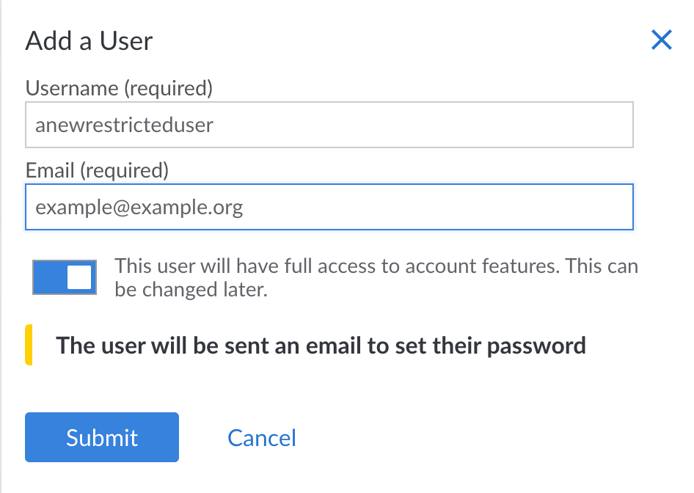 Add a User
Username (required)
anewrestricteduser
Email (required)
example@example.org
This user will have full access to account features. This can
be changed later.
The user will be sent an email to set their password
Submit
Cancel